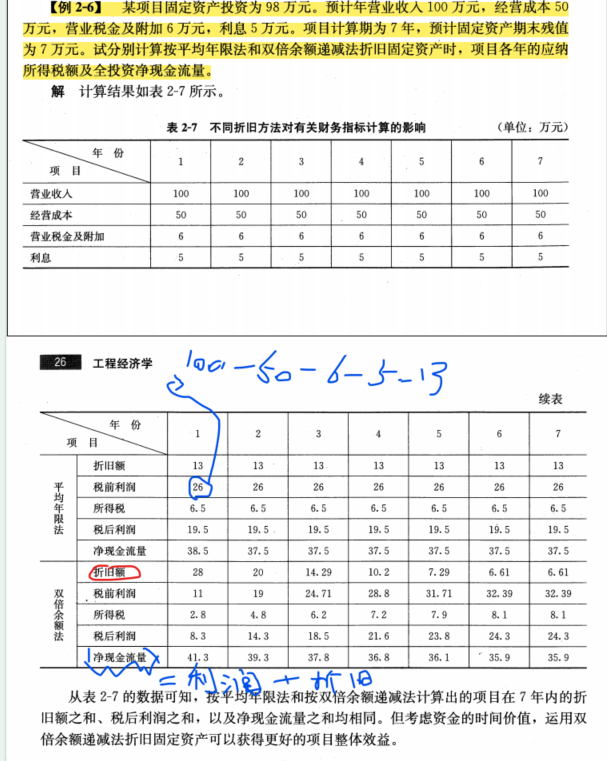 【例 2-6】 某项目固定资产投资为 98 万元。预计年营业收入 100 万元，经营成本 50
万元，营业税金及附加 6 万元，利息 5 万元。项目计算期为 7 年，预计固定资产期末残值
为 7 万元。试分别计算按平均年限法和双倍余额递减法折旧固定资产时，项目各年的应纳
所得税额及全投资净现金流量。
解 计算结果如表 2-7 所示。
表 2-7 不同折旧方法对有关财务指标计算的影响 （单位：万元）
年 份
项 目
1 2 3 4 5 6 7
营业收入 100 100 100 100 100 100 100
经营成本 50 50 50 50 50 50 50
营业税金及附加 6 6 6 6 6 6 6
利息 5 5 5 5 5 5 5
26 工程经济学
100-50-6-5-13
续表
年 份
项 目
1 2 3 4 5 6 7
平均年限法
折旧额 13 13 13 13 13 13 13
税前利润 26 26 26 26 26 26 26
所得税 6.5 6.5 6.5 6.5 6.5 6.5 6.5
税后利润 19.5 19.5 19.5 19.5 19.5 19.5 19.5
净现金流量 38.5 37.5 37.5 37.5 37.5 37.5 37.5
双倍余额法
折旧额 28 20 14.29 10.2 7.29 6.61 6.61
税前利润 11 19 24.71 28.8 31.71 32.39 32.39
所得税 2.8 4.8 6.2 7.2 7.9 8.1 8.1
税后利润 8.3 14.3 18.5 21.6 23.8 24.3 24.3
净现金流量 41.3 39.3 37.8 36.8 36.1 35.9 35.9
=利润+折旧
从表 2-7 的数据可知，按平均年限法和按双倍余额递减法计算出的项目在 7 年内的折
旧额之和、税后利润之和，以及净现金流量之和均相同。但考虑资金的时间价值，运用双
倍余额递减法折旧固定资产可以获得更好的项目整体效益。